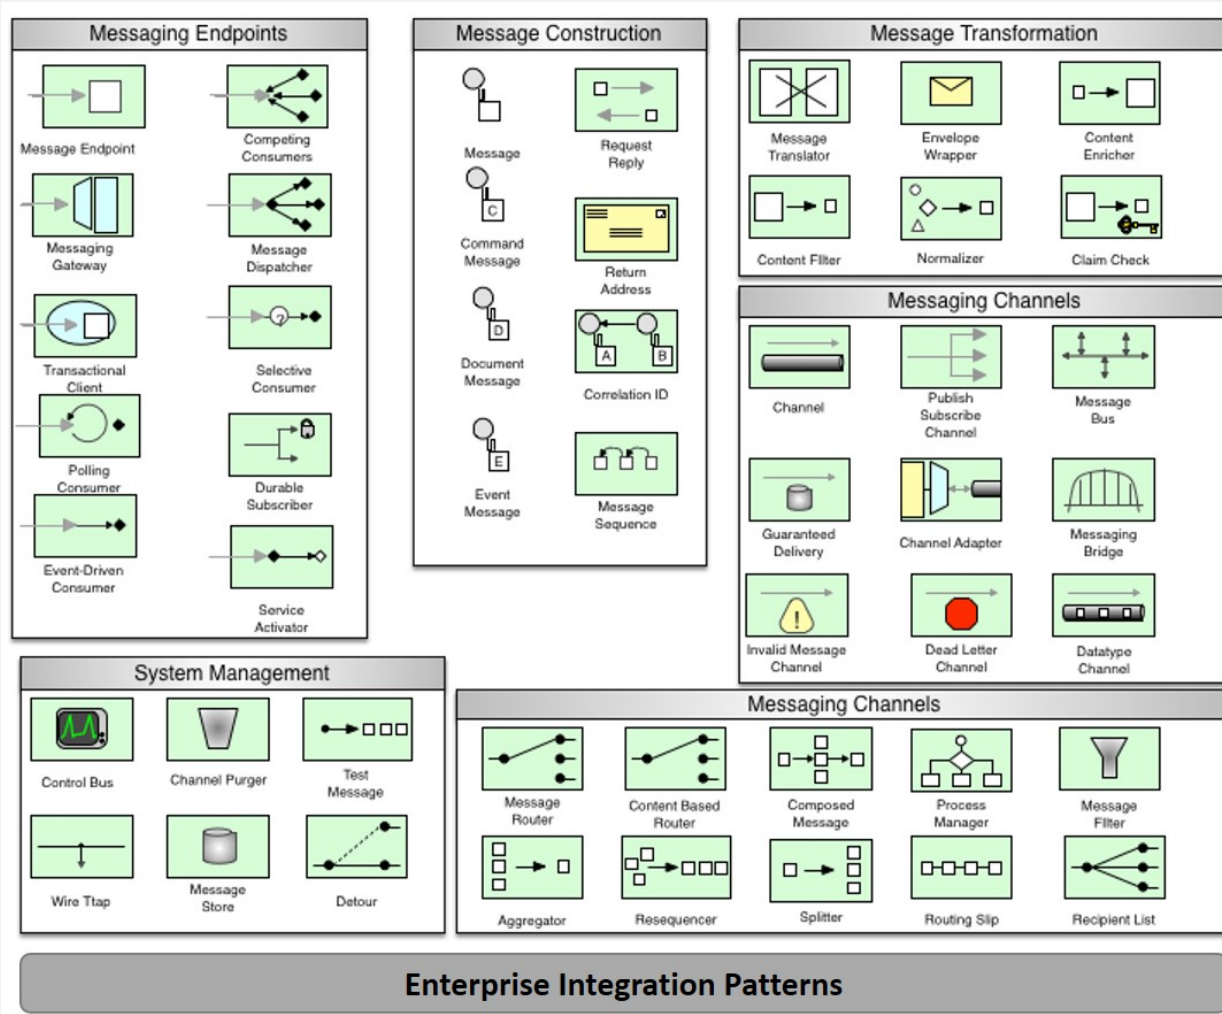 Messaging Endpoints
Message Endpoint
Competing
Consumers
Messaging
Gateway
Message
Dispatcher
Transactional
Client
?
Selective
Consumer
Polling
Consumer
Durable
Subscriber
Event-Driven
Consumer
Service
Activator
Message Construction
Message
Request
Reply
C
Command
Message
Return
Address
D
Document
Message
A
B
Correlation ID
E
Event
Message
Message
Sequence
Message Transformation
Message
Translator
Envelope
Wrapper
Content
Enricher
Content FIlter
Normalizer
Claim Check
Messaging Channels
Channel
Publish
Subscribe
Channel
Message
Bus
Guaranteed
Delivery
Channel Adapter
Messaging
Bridge
!
Invalid Message
Channel
Dead Letter
Channel
Datatype
Channel
System Management
Control Bus
Channel Purger
Test
Message
Wire Ttap
Message
Store
Detour
Messaging Channels
Message
Router
Content Based
Router
Composed
Message
Process
Manager
Message
FIlter
Aggregator
Resequencer
Splitter
Routing Slip
Recipient List
Enterprise Integration Patterns